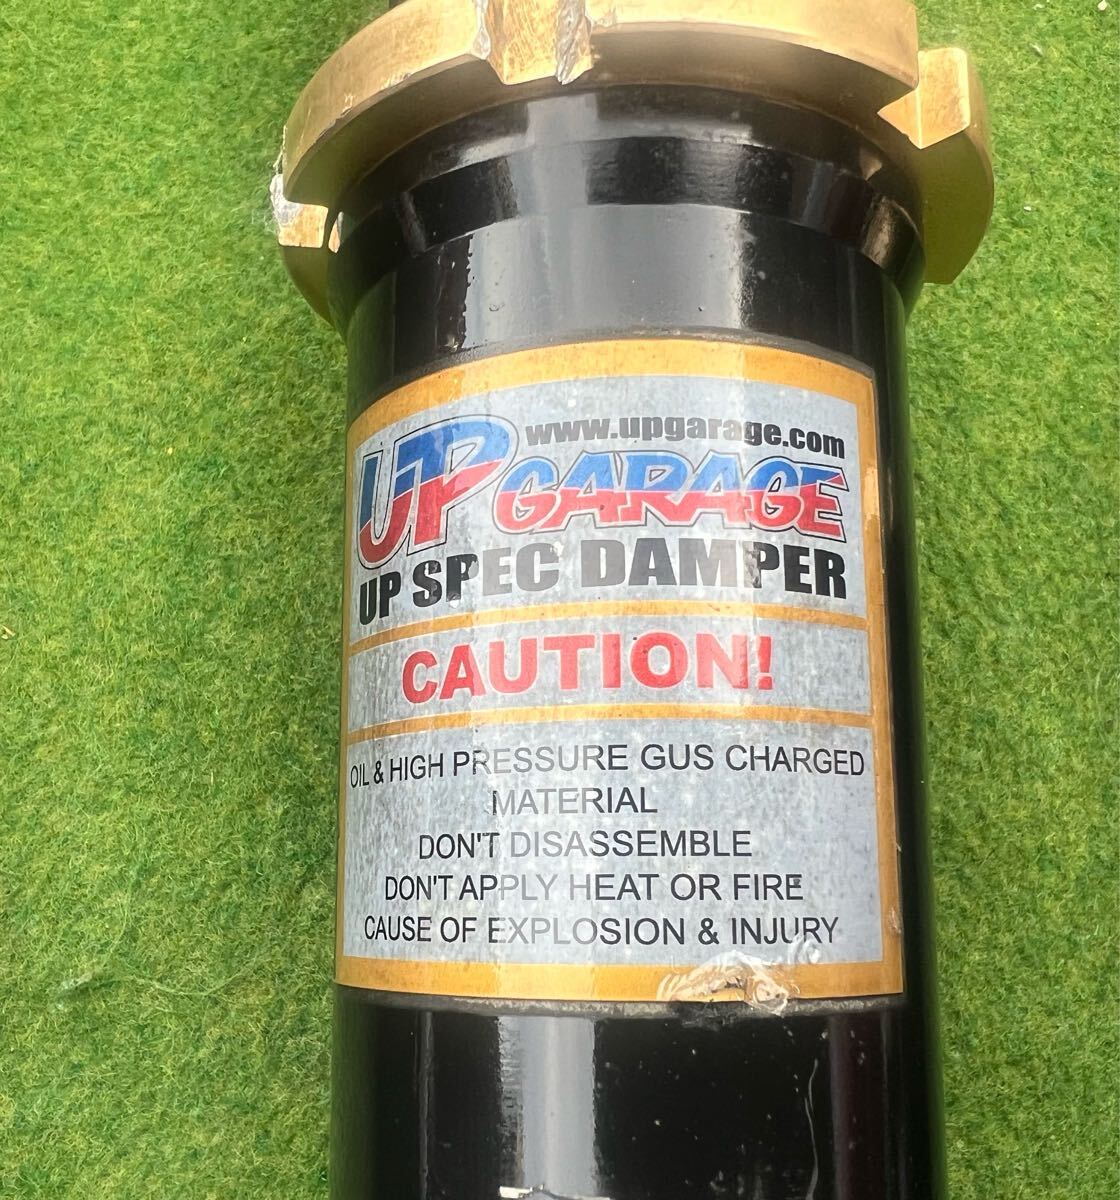 www.upgarage.com
UP GARAGE
UP SPEC DAMPER
CAUTION!
OIL & HIGH PRESSURE GUS CHARGED
MATERIAL
DON'T DISASSEMBLE
DON'T APPLY HEAT OR FIRE
CAUSE OF EXPLOSION & INJURY